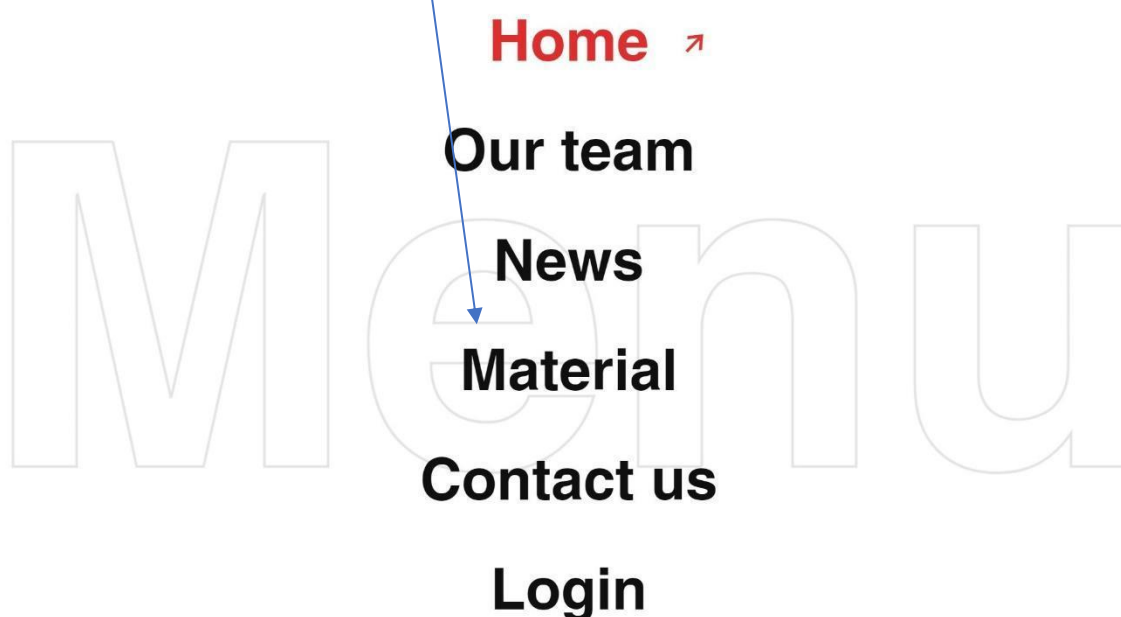 Home
Our team
Menu
News
Material
Contact us
Login